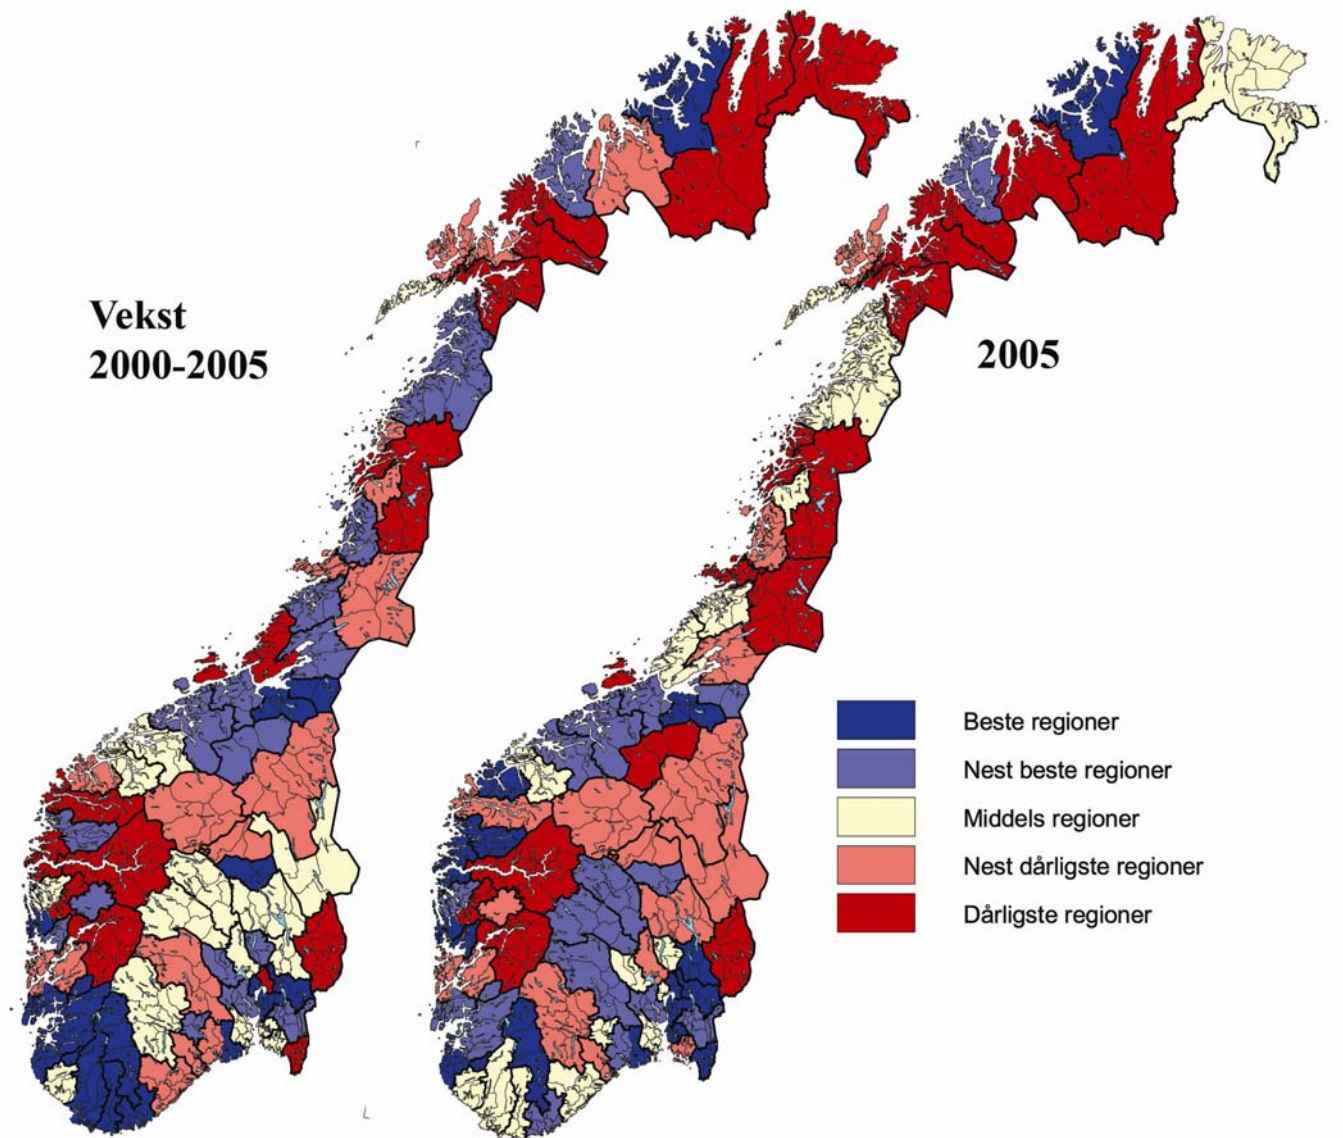 Vekst
2000-2005
2005
Beste regioner
Nest beste regioner
Middels regioner
Nest dårligste regioner
Dårligste regioner